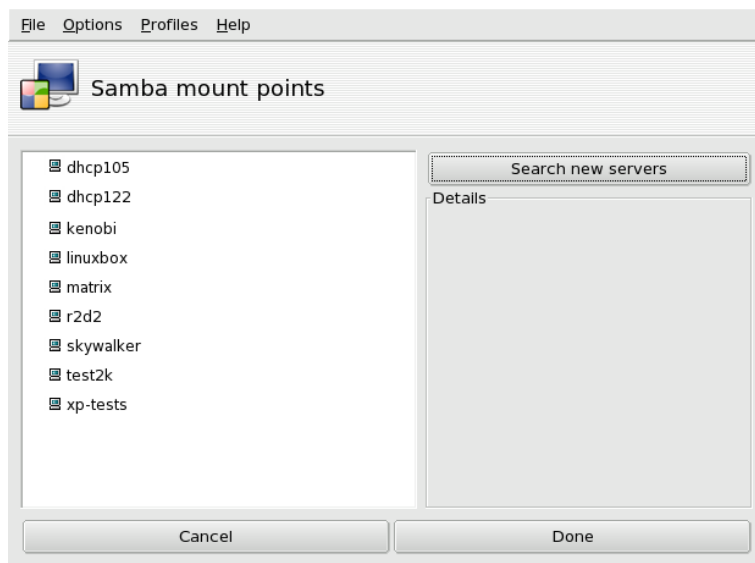 File Options Profiles Help
Samba mount points
dhcp105
dhcp122
kenobi
linuxbox
matrix
r2d2
skywalker
test2k
xp-tests
Search new servers
Details
Cancel Done